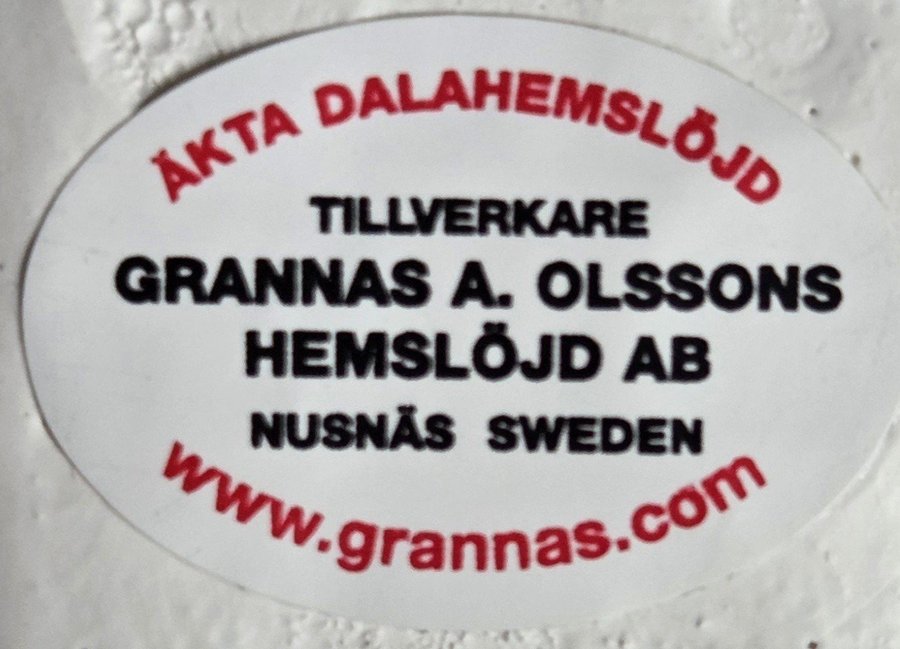 ÄKTA DALAHEMSLÖJD
TILLVERKARE
GRANNAS A. OLSSONS
HEMSLÖJD AB
NUSNÄS SWEDEN
www.grannas.com